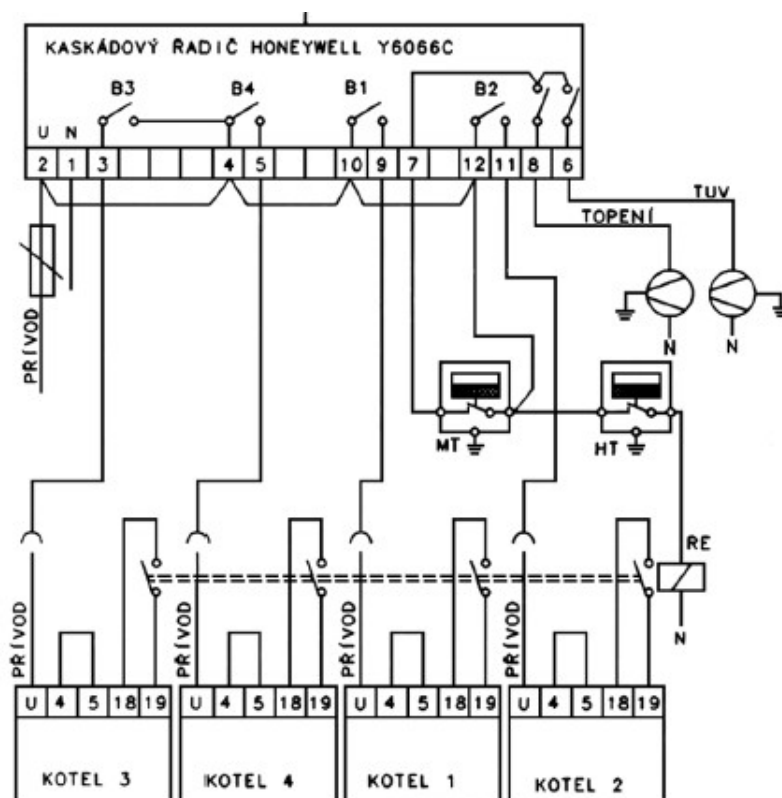 KASKÁDOVÝ ŘADIČ HONEYWELL Y6066C
B3 B4 B1 B2
U N
2 1 3 4 5 10 9 7 12 11 8 6
TUV
TOPENÍ
PŘÍVOD
N N
MT HT
RE
N
PŘÍVOD PŘÍVOD PŘÍVOD PŘÍVOD
U 4 5 18 19 U 4 5 18 19 U 4 5 18 19 U 4 5 18 19
KOTEL 3 KOTEL 4 KOTEL 1 KOTEL 2